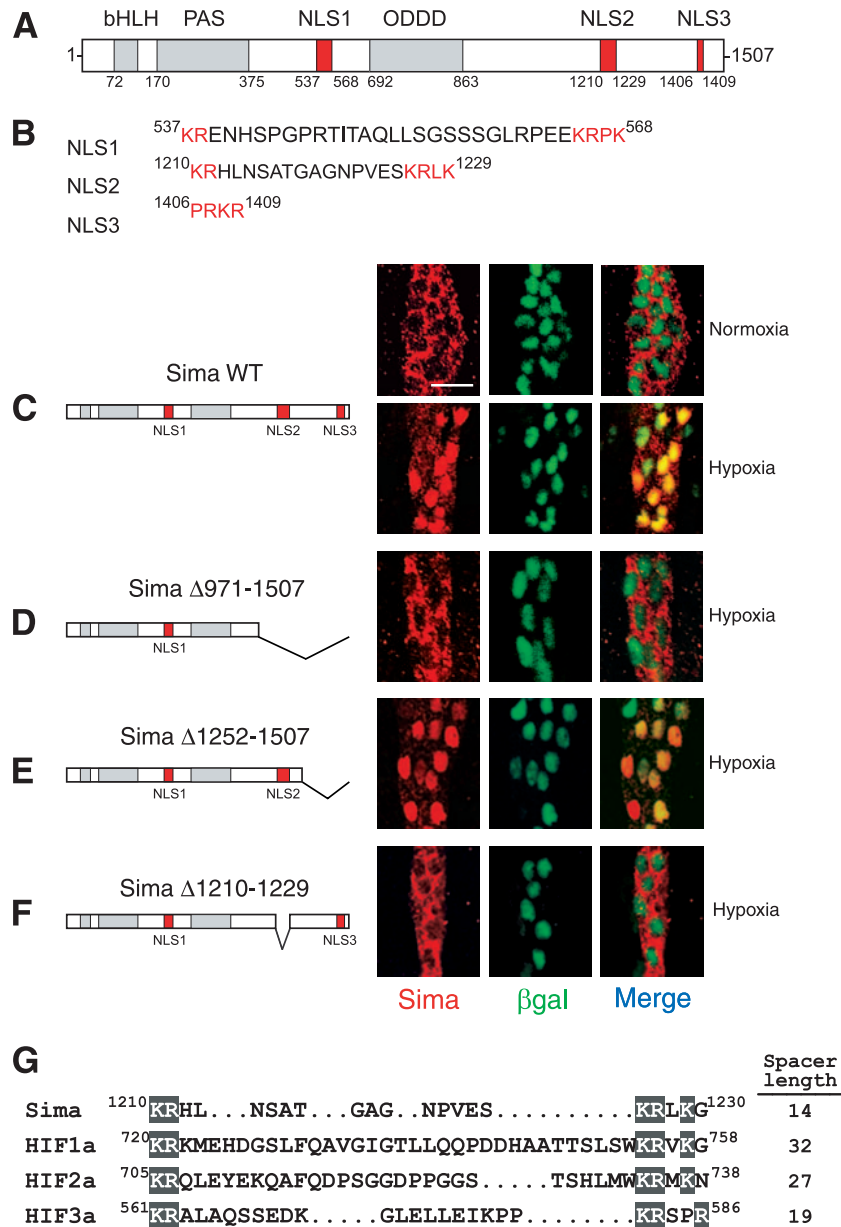 A
bHLH PAS NLS1 ODDD NLS2 NLS3
1 1507
72 170 375 537 568 692 863 1210 1229 1406 1409
B
NLS1 537KRENHSPGPRTITAQLLSGSSSGLRPEEKRPK568
NLS2 1210KRHLNSATGAGNPVESKRLK1229
NLS3 1406PRKR1409
Normoxia
C
Sima WT
NLS1 NLS2 NLS3
Hypoxia
D
Sima Δ971-1507
NLS1
Hypoxia
E
Sima Δ1252-1507
NLS1 NLS2
Hypoxia
F
Sima Δ1210-1229
NLS1 NLS3
Hypoxia
Sima βgal Merge
G
Spacer
length
Sima 1210KRHL...NSAT...GAG..NPVES..........KRLKG1230 14
HIF1a 720KRKMEHDGSLFQAVGIGTLLQQPDDHAATTSLSWKRVKG758 32
HIF2a 705KRQLEYEKQAFQDPSGGDPPGGS.....TSHLMWKRMKN738 27
HIF3a 561KRALAQSSEDK.....GLELLEIKPP........KRSPR586 19